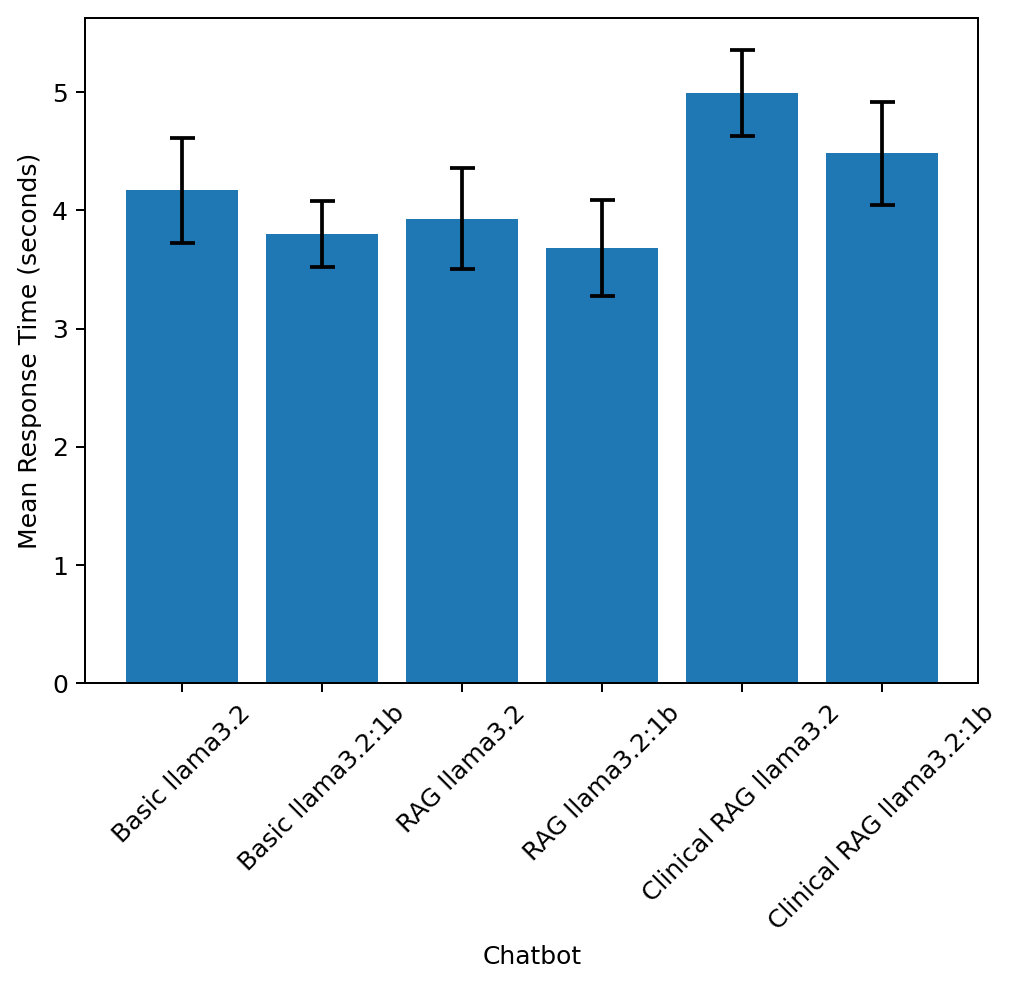 Mean Response Time (seconds)
5
4
3
2
1
0
Basic llama3.2
Basic llama3.2:1b
RAG llama3.2
RAG llama3.2:1b
Clinical RAG llama3.2
Clinical RAG llama3.2:1b
Chatbot